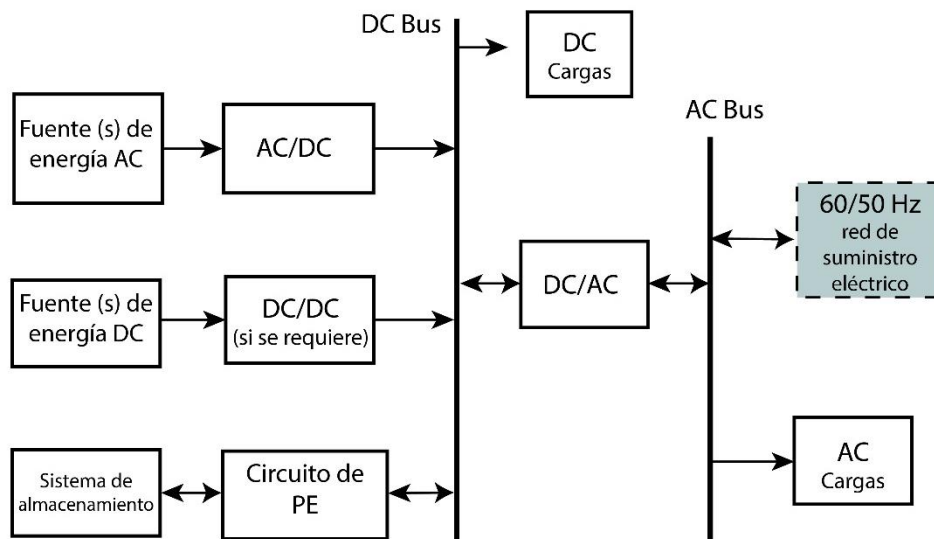 DC Bus
DC
Cargas
Fuente (s) de
energía AC
AC/DC
AC Bus
60/50 Hz
red de
suministro
eléctrico
Fuente (s) de
energía DC
DC/DC
(si se requiere)
DC/AC
Sistema de
almacenamiento
Circuito de
PE
AC
Cargas